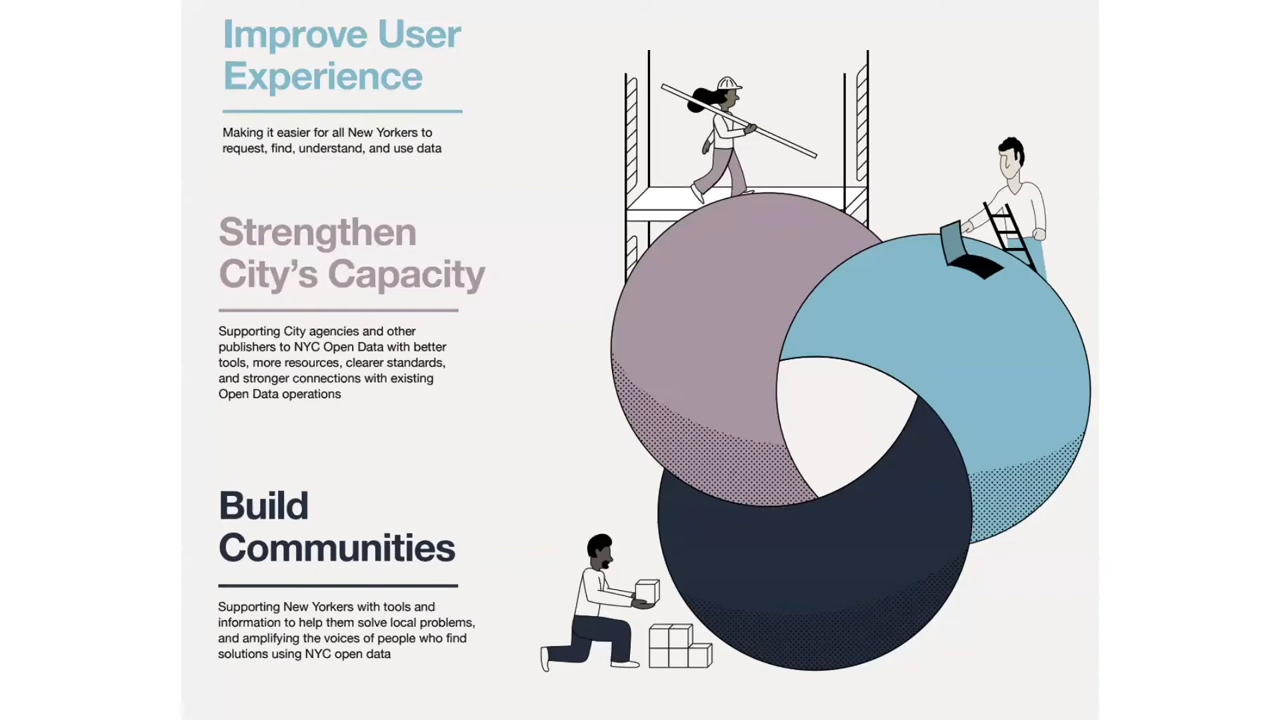 Improve User
Experience
Making it easier for all New Yorkers to
request, find, understand, and use data
Strengthen
City’s Capacity
Supporting City agencies and other
publishers to NYC Open Data with better
tools, more resources, clearer standards,
and stronger connections with existing
Open Data operations
Build
Communities
Supporting New Yorkers with tools and
information to help them solve local problems,
and amplifying the voices of people who find
solutions using NYC open data